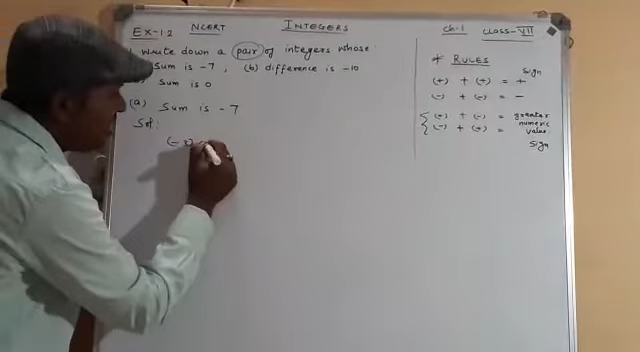 EX-1.2 NCERT INTEGERS Ch-1 Class-VII
write down a pair of integers whose:
Sum is -7, (b) difference is -10
Sum is 0
(a) Sum is -7
Sol:
* RULES
Sign
(+) + (+) = +
(-) + (-) = -
(+) + (-) = greater
(-) + (+) = numeric
value
Sign